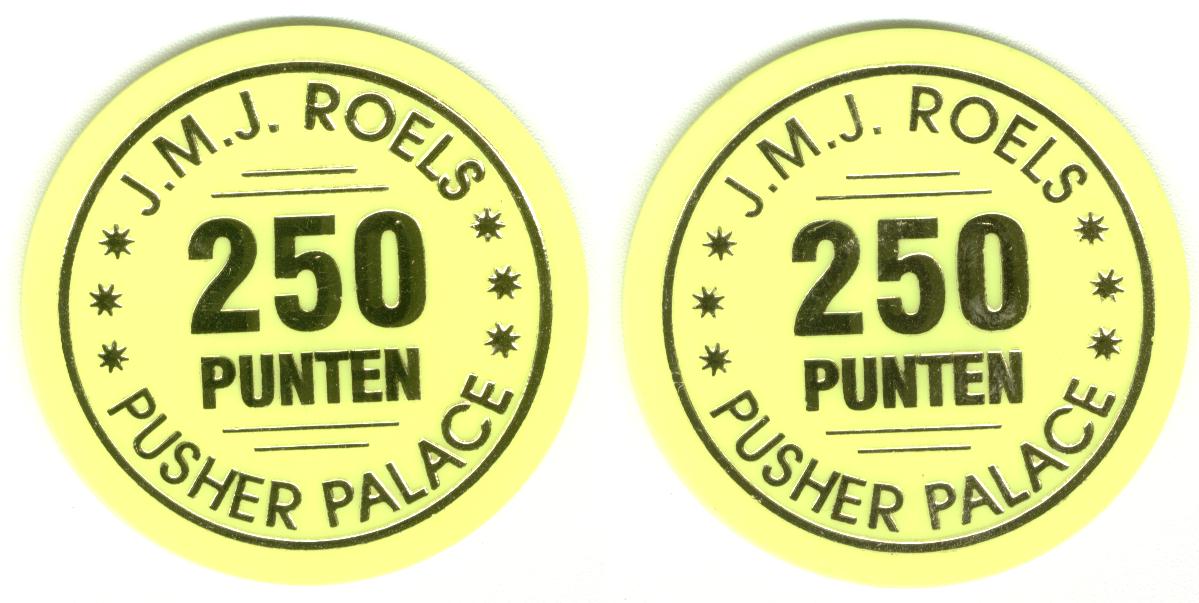 J.M.J. ROELS
250
PUNTEN
PUSHER PALACE
J.M.J. ROELS
250
PUNTEN
PUSHER PALACE